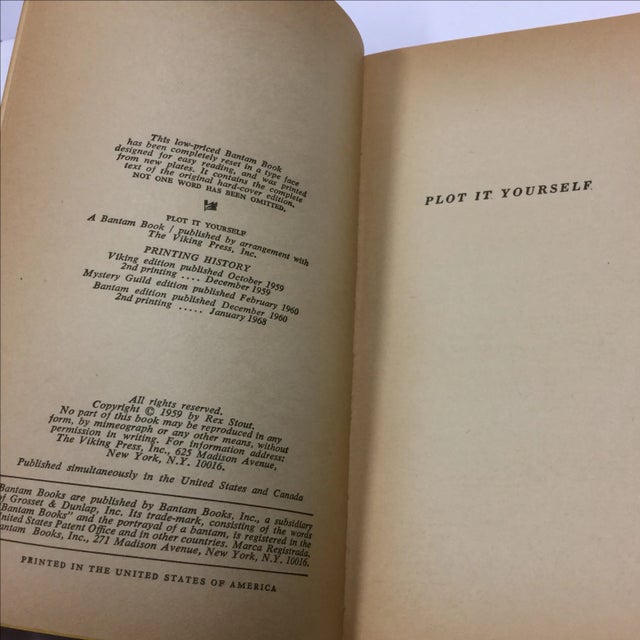 This low-priced Bantam Book
has been completely reset in a type face
designed for easy reading, and was printed
from new plates. It contains the complete
text of the original hard-cover edition.
NOT ONE WORD HAS BEEN OMITTED.
PLOT IT YOURSELF
A Bantam Book / published by arrangement with
The Viking Press, Inc.
PRINTING HISTORY
Viking edition published October 1959
2nd printing .... December 1959
Mystery Guild edition published February 1960
Bantam edition published December 1960
2nd printing ..... January 1968
All rights reserved.
Copyright © 1959 by Rex Stout.
No part of this book may be reproduced in any
form, by mimeograph or any other means, without
permission in writing. For information address:
The Viking Press, Inc., 625 Madison Avenue,
New York, N.Y. 10016.
Published simultaneously in the United States and Canada
Bantam Books are published by Bantam Books, Inc., a subsidiary
of Grosset & Dunlap, Inc. Its trade-mark, consisting of the words
"Bantam Books" and the portrayal of a bantam, is registered in the
United States Patent Office and in other countries. Marca Registrada.
Bantam Books, Inc., 271 Madison Avenue, New York, N.Y. 10016.
PRINTED IN THE UNITED STATES OF AMERICA
PLOT IT YOURSELF